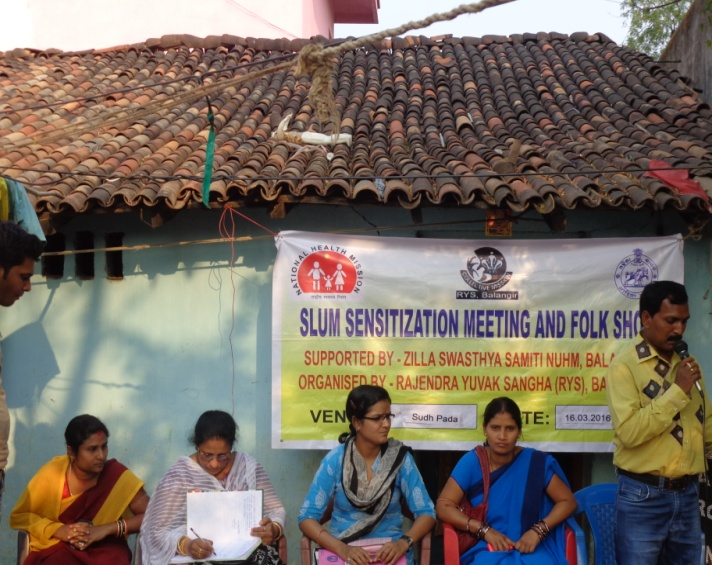 NATIONAL HEALTH MISSION
RYS, Balangir
SLUM SENSITIZATION MEETING AND FOLK SHO
SUPPORTED BY - ZILLA SWASTHYA SAMITI NUHM, BALA
ORGANISED BY - RAJENDRA YUVAK SANGHA (RYS), BA
VEN Sudh Pada TE: 16.03.2016